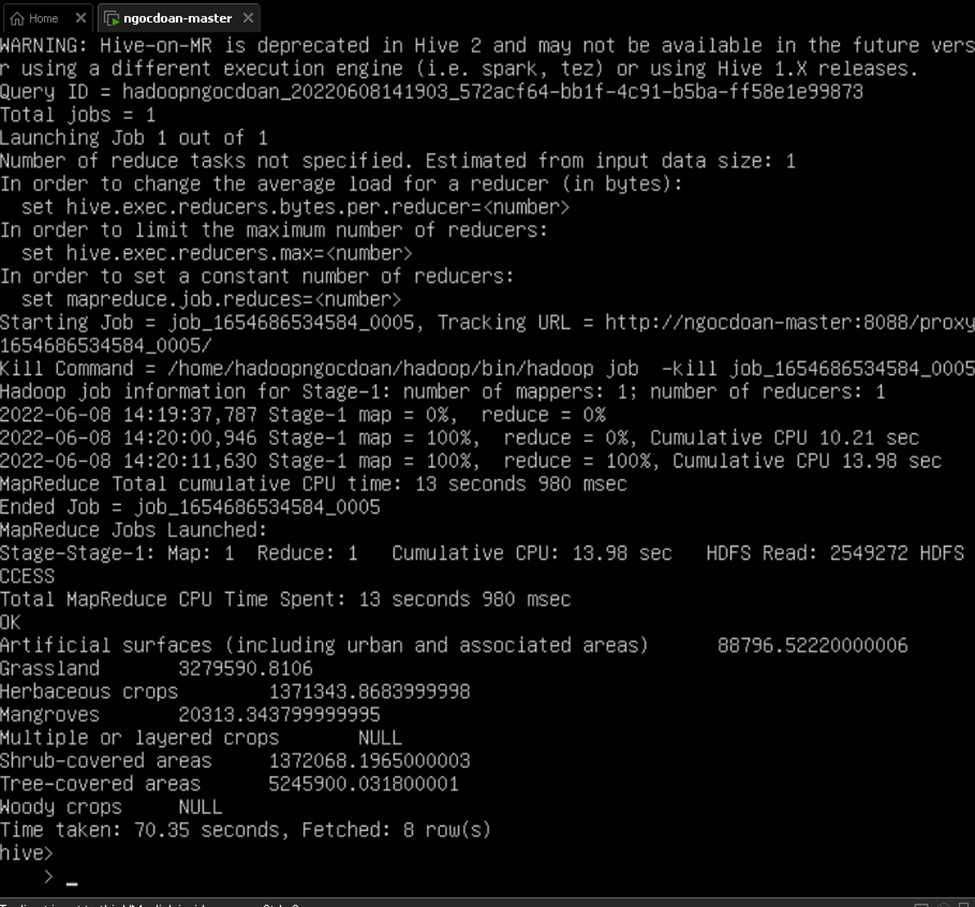 Home
ngocdoan-master
WARNING: Hive-on-MR is deprecated in Hive 2 and may not be available in the future vers
r using a different execution engine (i.e. spark, tez) or using Hive 1.X releases.
Query ID = hadoopngocdoan_20220608141903_572acf64-bb1f-4c91-b5ba-ff58e1e99873
Total jobs = 1
Launching Job 1 out of 1
Number of reduce tasks not specified. Estimated from input data size: 1
In order to change the average load for a reducer (in bytes):
  set hive.exec.reducers.bytes.per.reducer=<number>
In order to limit the maximum number of reducers:
  set hive.exec.reducers.max=<number>
In order to set a constant number of reducers:
  set mapreduce.job.reduces=<number>
Starting Job = job_1654686534584_0005, Tracking URL = http://ngocdoan-master:8088/proxy
1654686534584_0005/
Kill Command = /home/hadoopngocdoan/hadoop/bin/hadoop job  -kill job_1654686534584_0005
Hadoop job information for Stage-1: number of mappers: 1; number of reducers: 1
2022-06-08 14:19:37,787 Stage-1 map = 0%,  reduce = 0%
2022-06-08 14:20:00,946 Stage-1 map = 100%,  reduce = 0%, Cumulative CPU 10.21 sec
2022-06-08 14:20:11,630 Stage-1 map = 100%,  reduce = 100%, Cumulative CPU 13.98 sec
MapReduce Total cumulative CPU time: 13 seconds 980 msec
Ended Job = job_1654686534584_0005
MapReduce Jobs Launched:
Stage-Stage-1: Map: 1  Reduce: 1   Cumulative CPU: 13.98 sec   HDFS Read: 2549272 HDFS
CCESS
Total MapReduce CPU Time Spent: 13 seconds 980 msec
OK
Artificial surfaces (including urban and associated areas)	88796.52220000006
Grassland	3279590.8106
Herbaceous crops	1371343.8683999998
Mangroves	20313.343799999995
Multiple or layered crops	NULL
Shrub-covered areas	1372068.1965000003
Tree-covered areas	5245900.031800001
Woody crops	NULL
Time taken: 70.35 seconds, Fetched: 8 row(s)
hive>
    > _